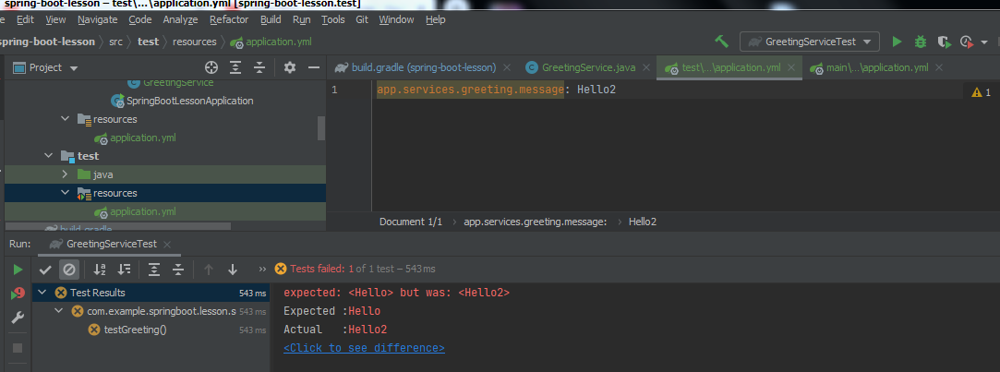 spring-boot-lesson – test\...\application.yml [spring-boot-lesson.test]
Edit View Navigate Code Analyze Refactor Build Run Tools Git Window Help
spring-boot-lesson src test resources application.yml GreetingServiceTest
Project build.gradle (spring-boot-lesson) GreetingService.java test\...\application.yml main\...\application.yml
GreetingService
SpringBootLessonApplication
resources
application.yml
test
java
resources
application.yml
build.gradle
1 app.services.greeting.message: Hello2 1
Document 1/1 app.services.greeting.message: Hello2
Run: GreetingServiceTest
Tests failed: 1 of 1 test – 543 ms
Test Results 543 ms
com.example.springboot.lesson.s 543 ms
testGreeting() 543 ms
expected: <Hello> but was: <Hello2>
Expected :Hello
Actual :Hello2
<Click to see difference>